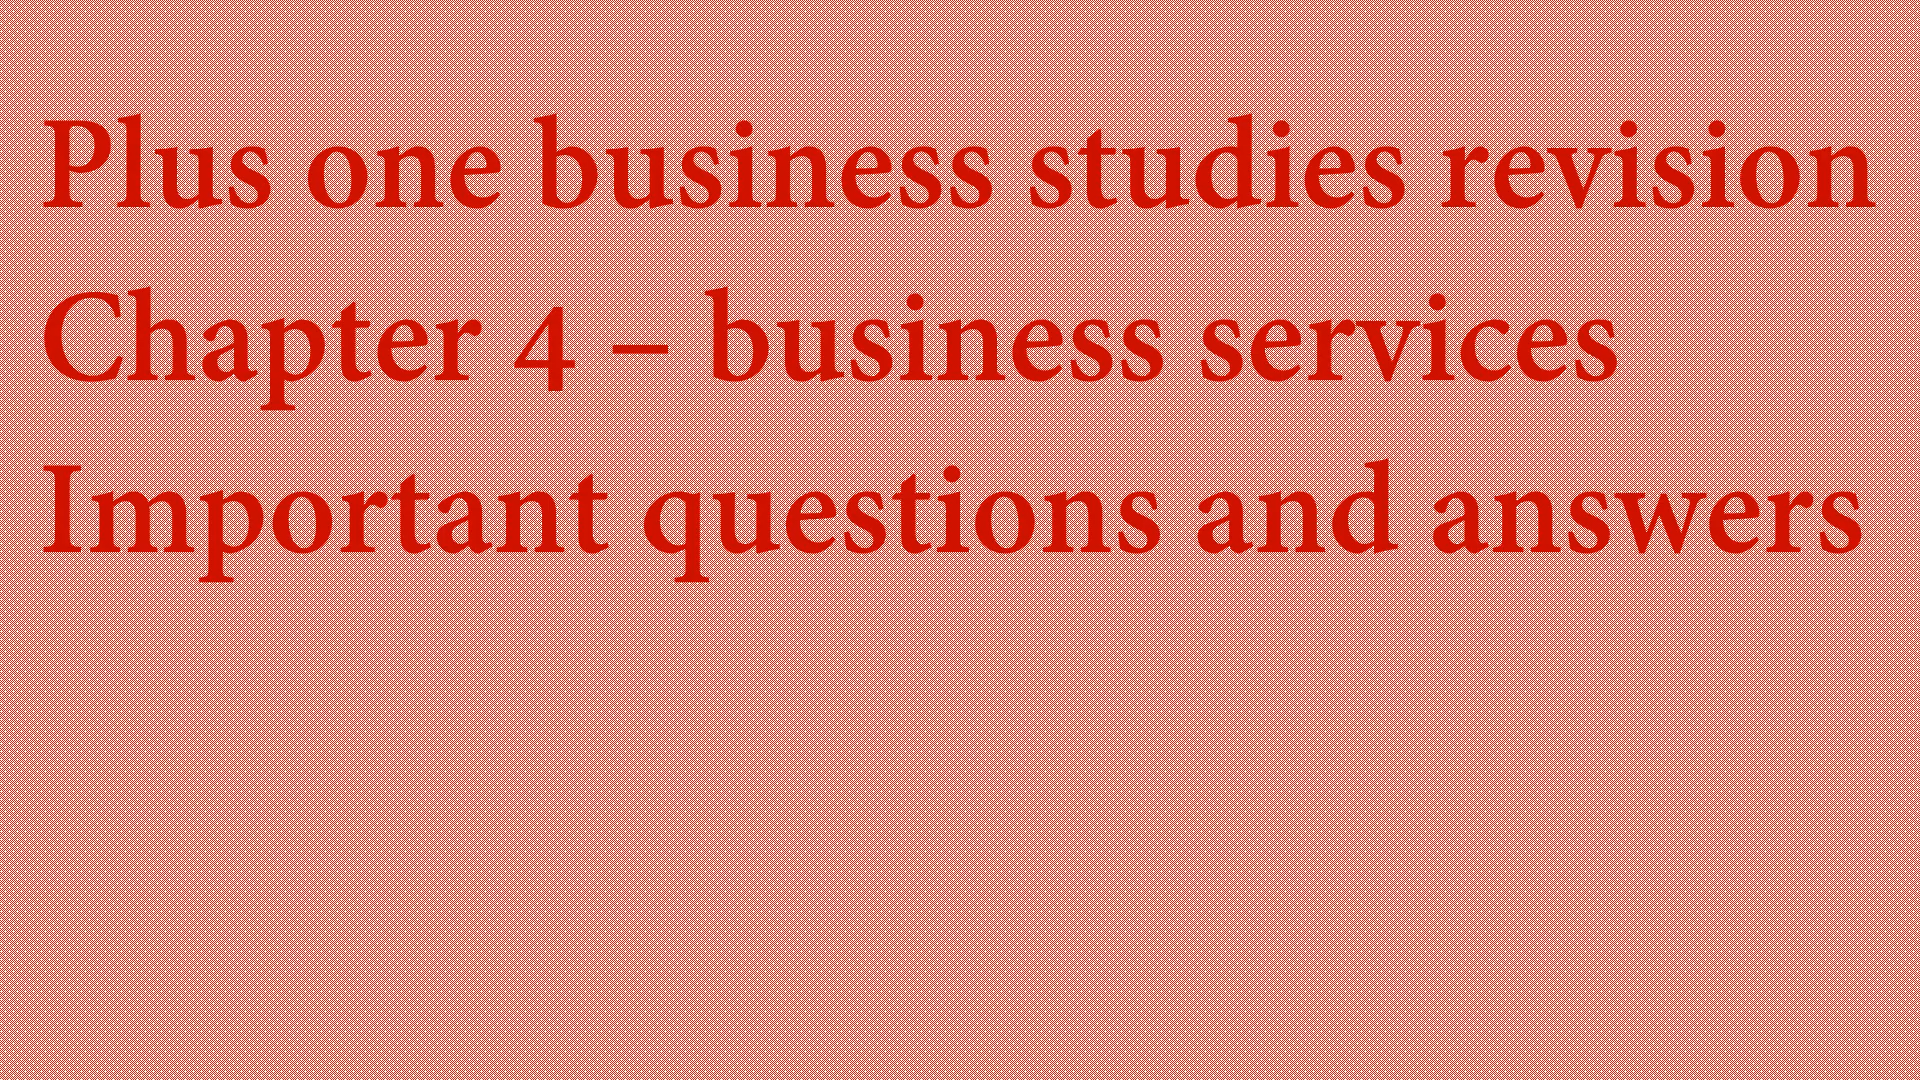 Plus one business studies revision
Chapter 4 – business services
Important questions and answers